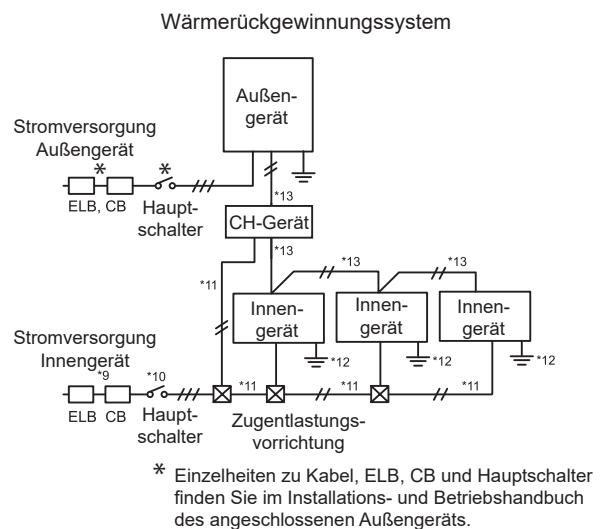 Wärmerückgewinnungssystem
Außen-
gerät
Stromversorgung
Außengerät
* *
ELB, CB
Haupt-
schalter
*13
CH-Gerät
*13
*11
*13
*13
Innen-
gerät
Innen-
gerät
Innen-
gerät
*12
*12
*12
Stromversorgung
Innengerät
*9
*10
*11
*11
*11
ELB CB
Haupt-
schalter
Zugentlastungs-
vorrichtung
* Einzelheiten zu Kabel, ELB, CB und Hauptschalter
finden Sie im Installations- und Betriebshandbuch
des angeschlossenen Außengeräts.